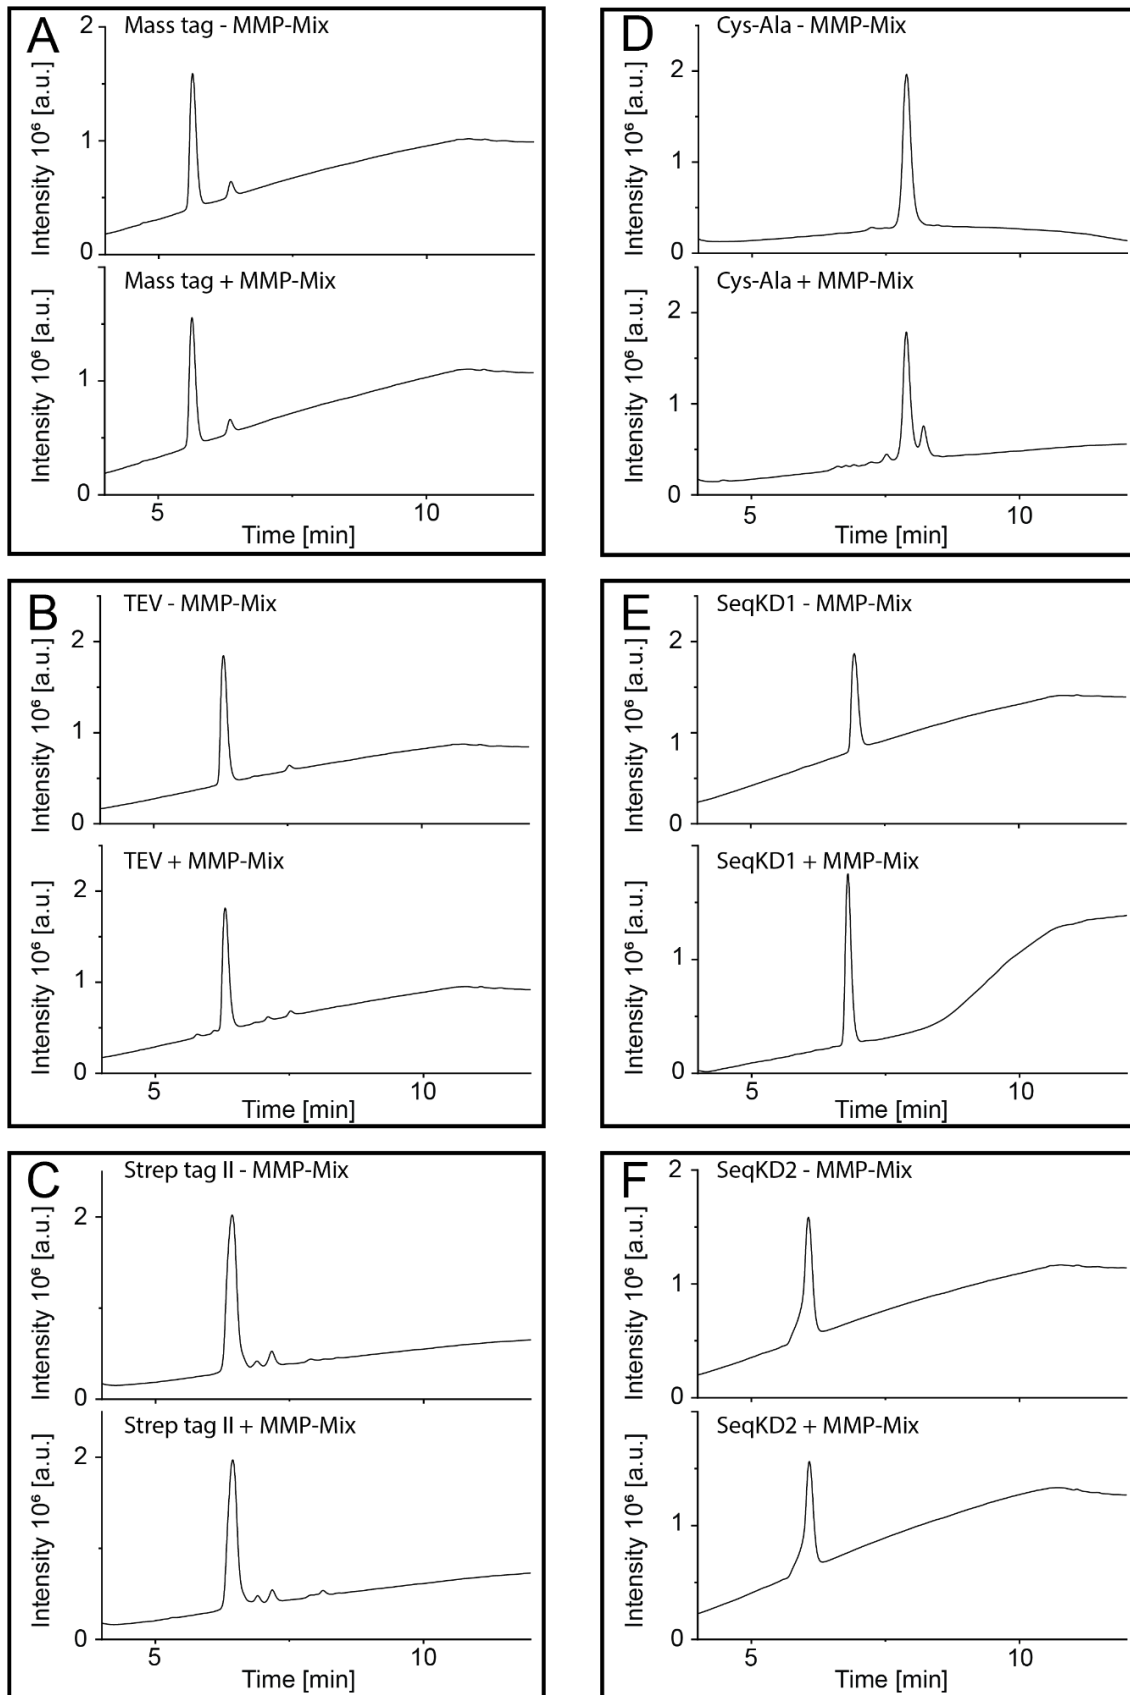 A
Mass tag - MMP-Mix
Intensity 10⁶ [a.u.]
2
1
0
Mass tag + MMP-Mix
Intensity 10⁶ [a.u.]
1
0
5
10
Time [min]
B
TEV - MMP-Mix
Intensity 10⁶ [a.u.]
2
1
0
TEV + MMP-Mix
Intensity 10⁶ [a.u.]
2
1
0
5
10
Time [min]
C
Strep tag II - MMP-Mix
Intensity 10⁶ [a.u.]
2
0
Strep tag II + MMP-Mix
Intensity 10⁶ [a.u.]
2
0
5
10
Time [min]
D
Cys-Ala - MMP-Mix
Intensity 10⁶ [a.u.]
2
1
0
Cys-Ala + MMP-Mix
Intensity 10⁶ [a.u.]
2
1
0
5
10
Time [min]
E
SeqKD1 - MMP-Mix
Intensity 10⁶ [a.u.]
2
1
0
SeqKD1 + MMP-Mix
Intensity 10⁶ [a.u.]
1
0
5
10
Time [min]
F
SeqKD2 - MMP-Mix
Intensity 10⁶ [a.u.]
2
1
0
SeqKD2 + MMP-Mix
Intensity 10⁶ [a.u.]
1
0
5
10
Time [min]